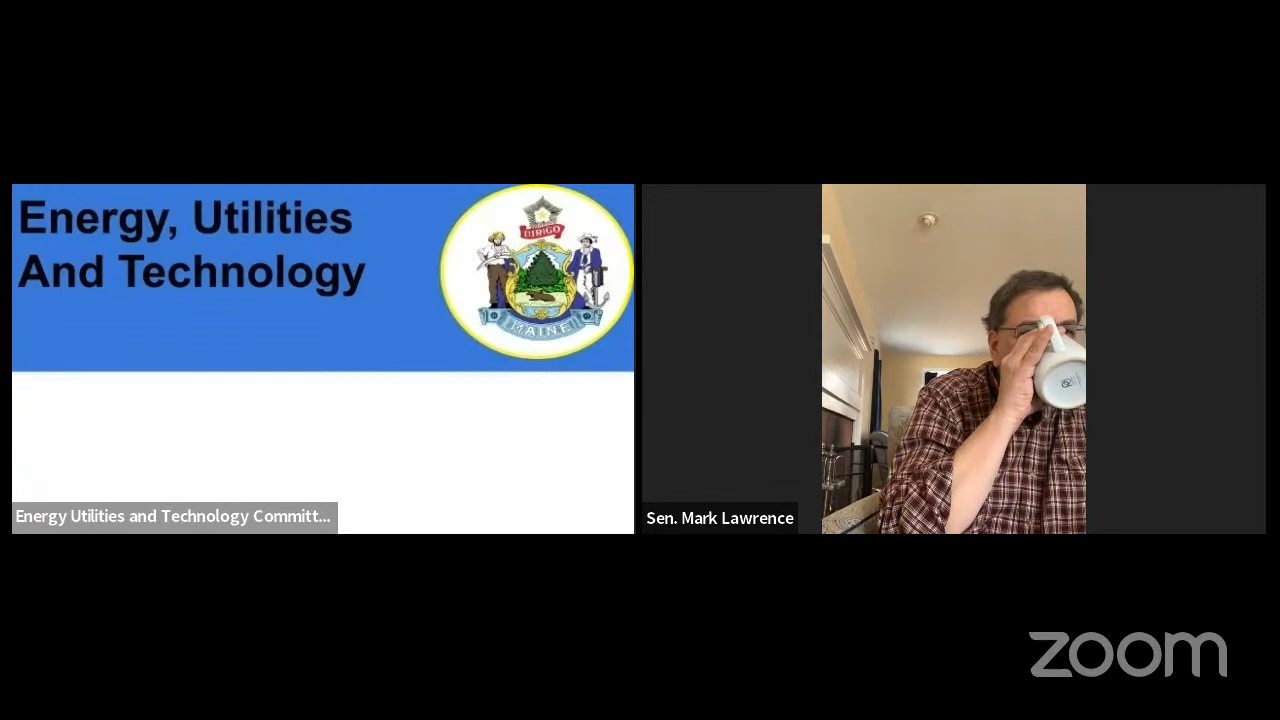 Energy, Utilities
And Technology
DIRIGO
MAINE
Energy Utilities and Technology Committ...
Sen. Mark Lawrence
zoom